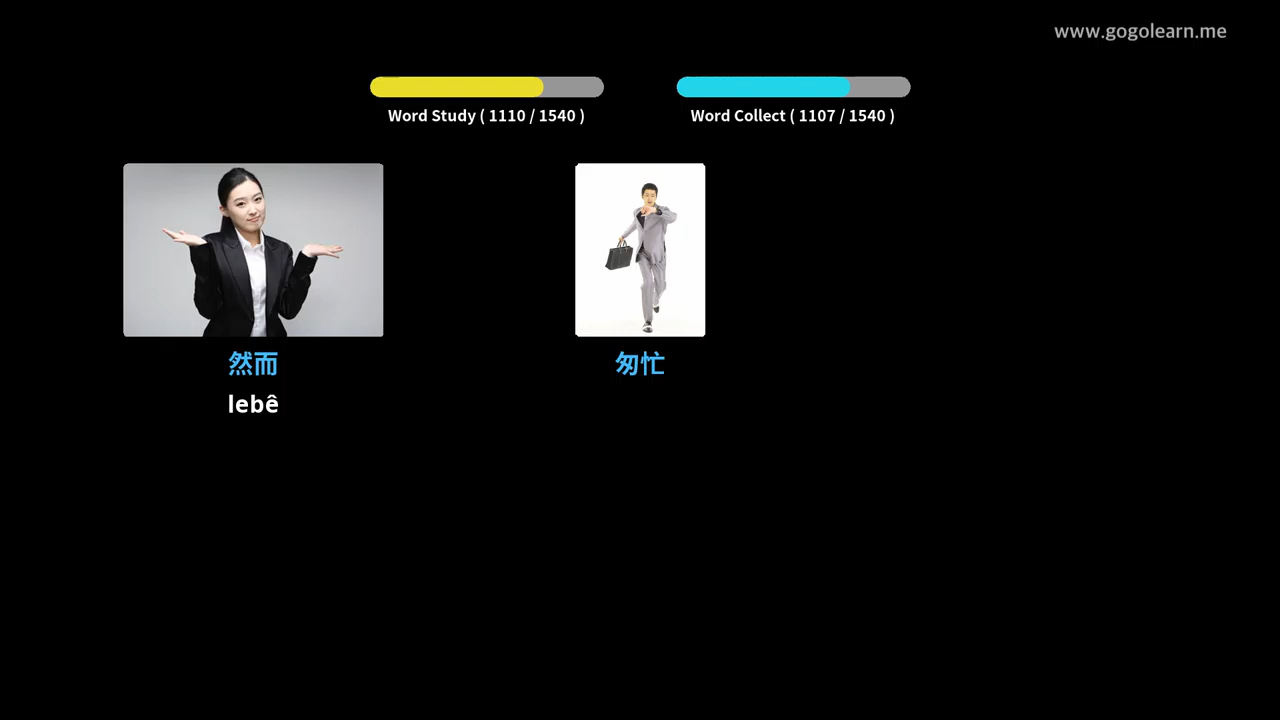 www.gogolearn.me
Word Study ( 1110 / 1540 )
Word Collect ( 1107 / 1540 )
然而
匆忙
lebê